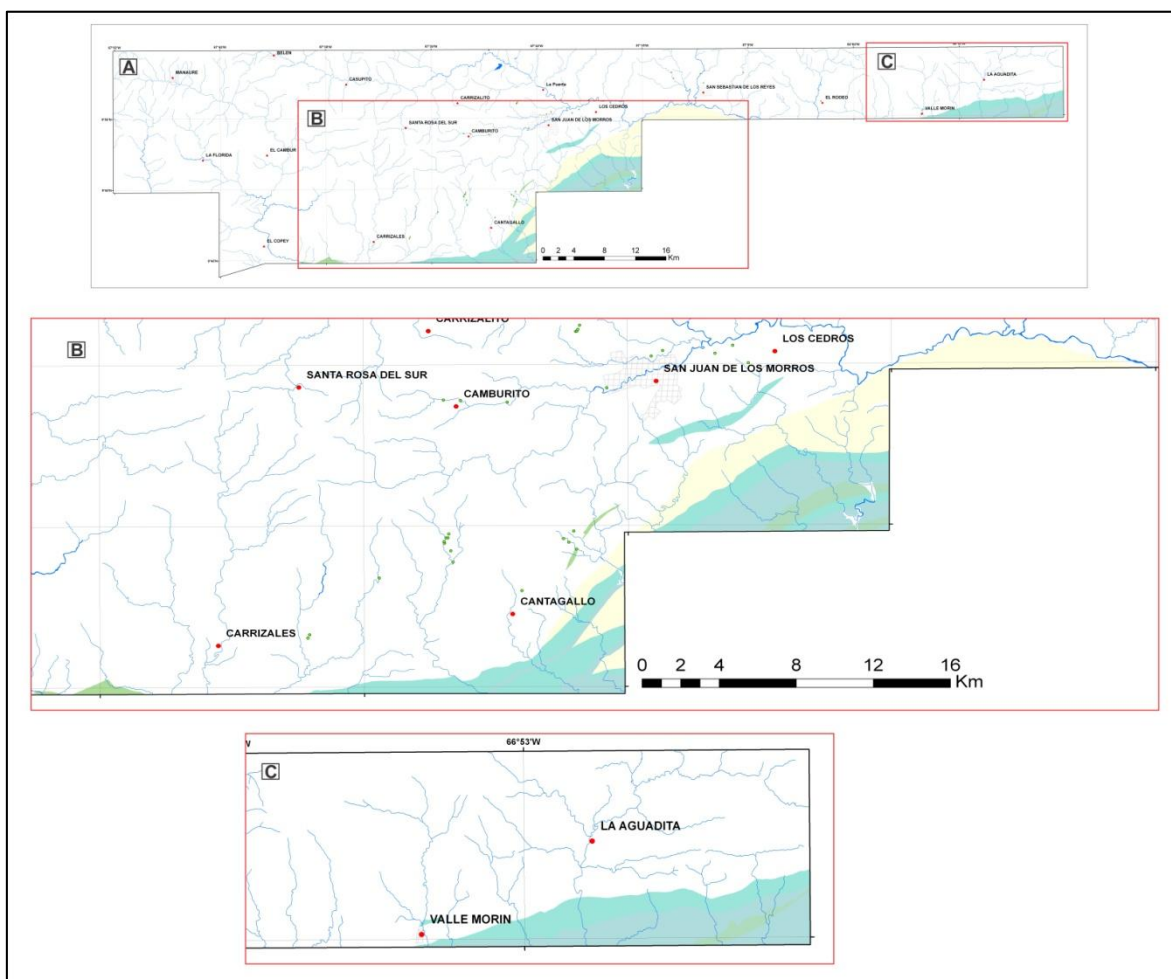 A
BELEN
MANAURE
CASUPITO
La Puerta
CARRIZALITO
SAN SEBASTIAN DE LOS REYES
EL RODEO
C
LA AGUADITA
VALLE MORIN
B
LOS CEDROS
SANTA ROSA DEL SUR
SAN JUAN DE LOS MORROS
CAMBURITO
LA FLORIDA
EL CAMBUR
CANTAGALLO
CARRIZALES
EL COPEY
0 2 4 8 12 16
Km
CARRIZALITO
B
LOS CEDROS
SANTA ROSA DEL SUR
SAN JUAN DE LOS MORROS
CAMBURITO
CANTAGALLO
CARRIZALES
0 2 4 8 12 16
Km
W
66°53'W
C
LA AGUADITA
VALLE MORIN